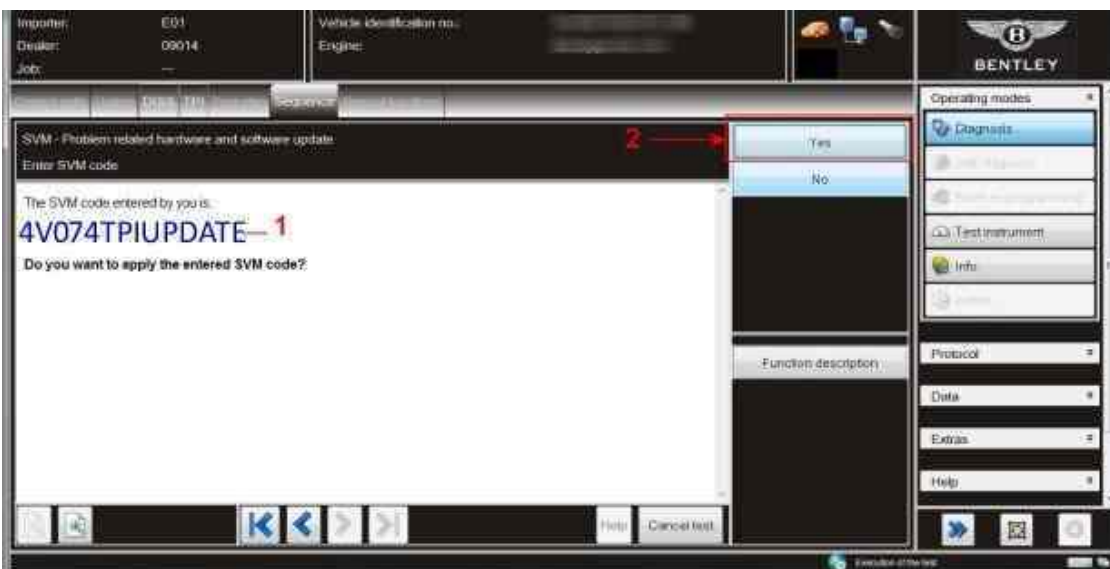 Importer: E01
Dealer: 09014
Job: ---
Vehicle identification no.:
Engine:
BENTLEY
Sequence
SVM - Problem related hardware and software update
Enter SVM code
The SVM code entered by you is:
4V074TPIUPDATE
1
Do you want to apply the entered SVM code?
2
Yes
No
Function description
Help
Cancel test
Operating modes
Diagnosis
Test instrument
Info
Protocol
Data
Extras
Help
Execution of the test